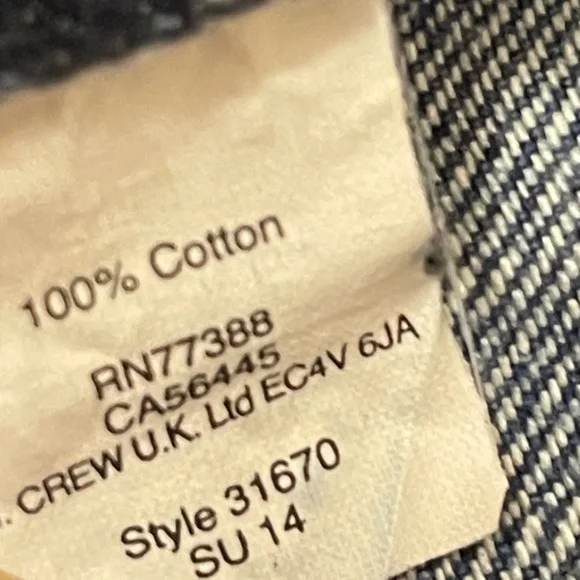 100% Cotton
RN77388
CA56445
. CREW U.K. Ltd EC4V 6JA
Style 31670
SU 14